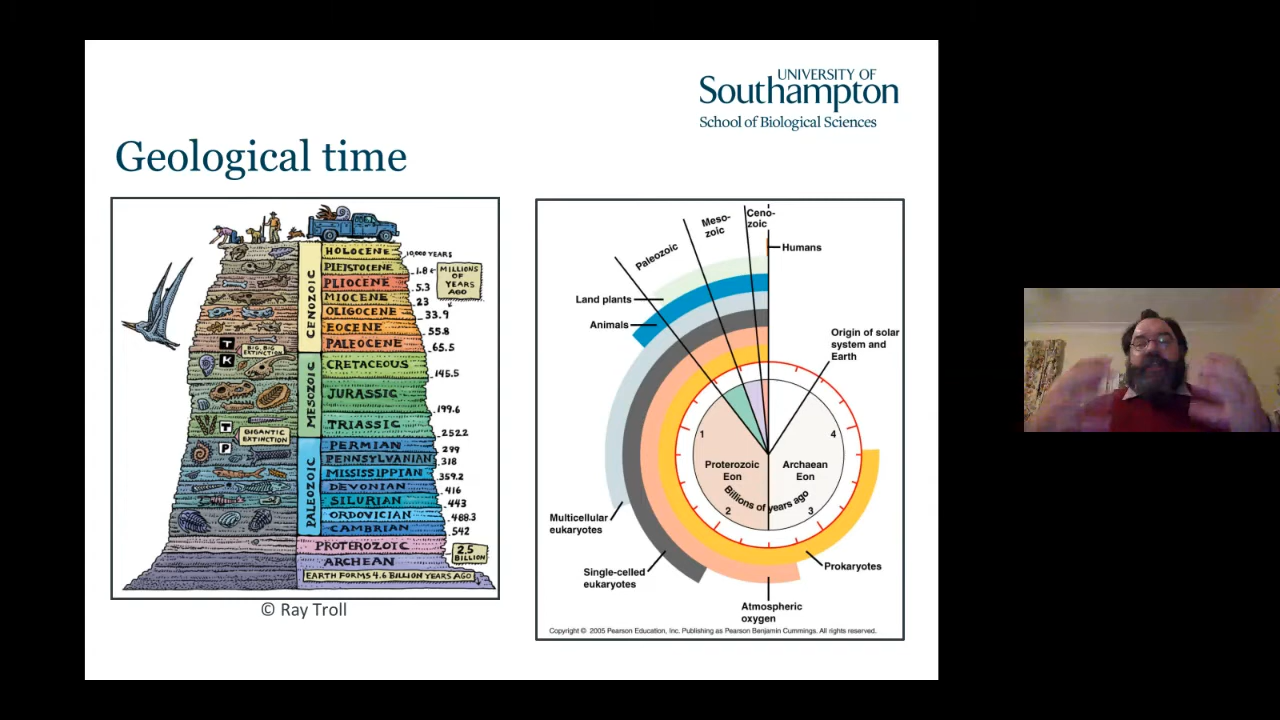 UNIVERSITY OF
Southampton
School of Biological Sciences
Geological time
HOLOCENE
10,000 YEARS
PLEISTOCENE
1.8
MILLIONS
OF
YEARS
AGO
PLIOCENE
5.3
MIOCENE
23
OLIGOCENE
33.9
EOCENE
55.8
PALEOCENE
65.5
CENOZOIC
T
K
BIG, BIG
EXTINCTION
CRETACEOUS
145.5
JURASSIC
199.6
TRIASSIC
252.2
MESOZOIC
T
P
GIGANTIC
EXTINCTION
PERMIAN
299
PENNSYLVANIAN
318
MISSISSIPPIAN
359.2
DEVONIAN
416
SILURIAN
443
ORDOVICIAN
488.3
CAMBRIAN
542
PALEOZOIC
PROTEROZOIC
2.5
BILLION
ARCHEAN
EARTH FORMS 4.6 BILLION YEARS AGO
© Ray Troll
Ceno-
zoic
Meso-
zoic
Paleozoic
Humans
Land plants
Animals
Origin of solar
system and
Earth
1
4
Proterozoic
Eon
Archaean
Eon
Billions of years ago
2
3
Multicellular
eukaryotes
Single-celled
eukaryotes
Prokaryotes
Atmospheric
oxygen
Copyright © 2005 Pearson Education, Inc. Publishing as Pearson Benjamin Cummings. All rights reserved.